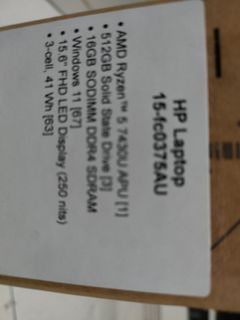 HP Laptop
15-fc0375AU
• AMD Ryzen™ 5 7430U APU [1]
• 512GB Solid State Drive [3]
• 16GB SODIMM DDR4 SDRAM
• Windows 11 [67]
• 15.6" FHD LED Display (250 nits)
• 3-cell, 41 Wh [63]